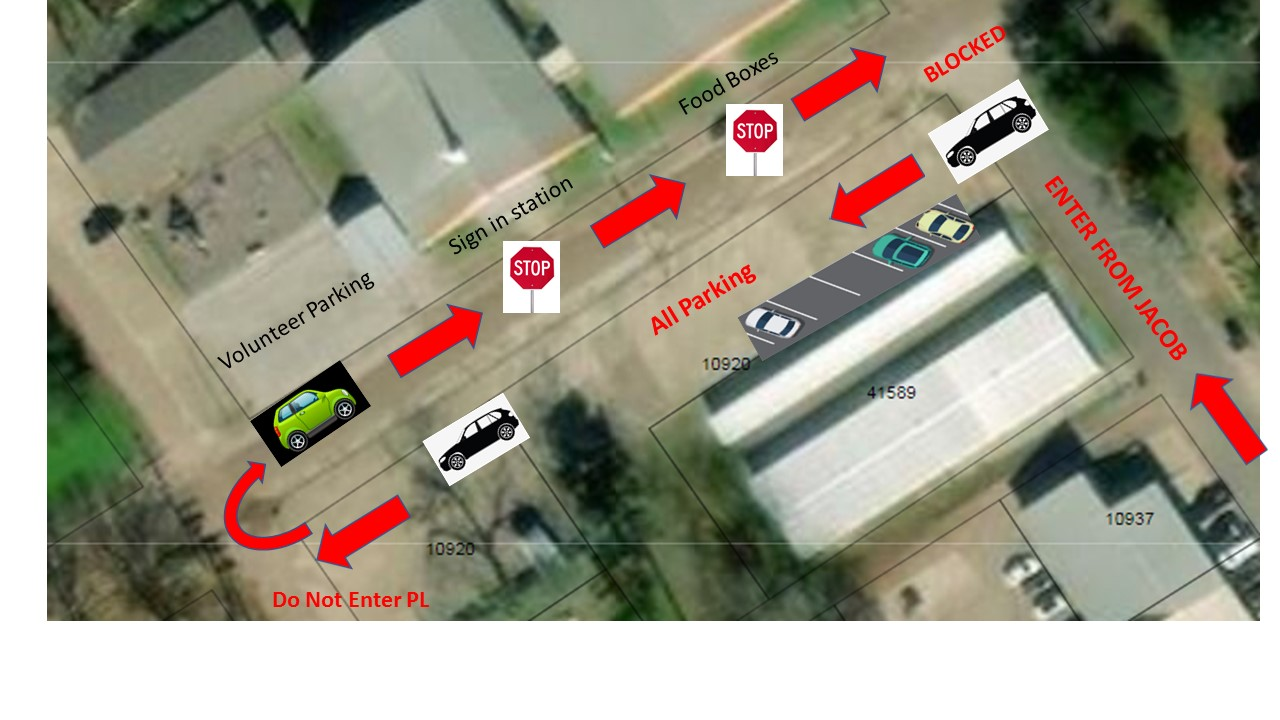 BLOCKED
Food Boxes
STOP
Sign in station
STOP
ENTER FROM JACOB
Volunteer Parking
All Parking
10920
41589
10937
10920
Do Not Enter PL